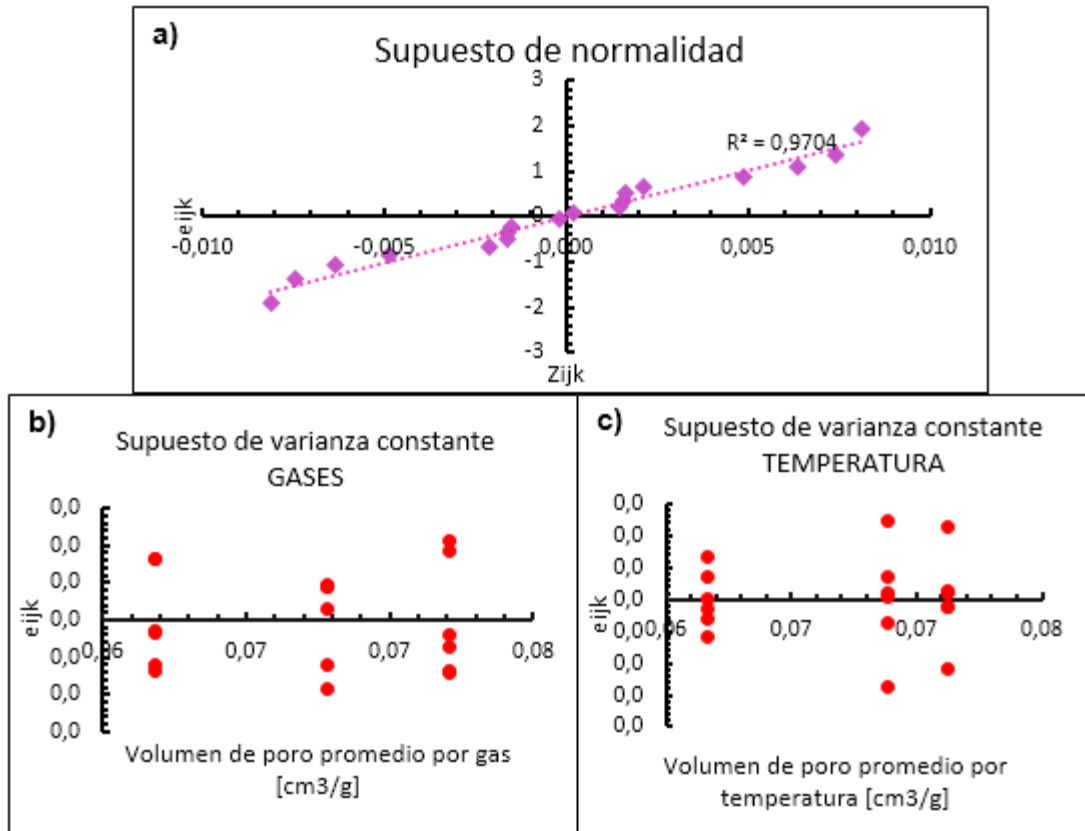 a)
Supuesto de normalidad
3
2
R² = 0,9704
1
eijk
0
-0,010
-0,005
0,000
0,005
0,010
-1
-2
-3
Zijk
b)
Supuesto de varianza constante
GASES
0,0
0,0
0,0
0,0
eijk
0,06
0,07
0,07
0,08
0,0
0,0
0,0
Volumen de poro promedio por gas
[cm3/g]
c)
Supuesto de varianza constante
TEMPERATURA
0,0
0,0
0,0
0,0
eijk
0,06
0,07
0,07
0,08
0,0
0,0
0,0
0,0
Volumen de poro promedio por
temperatura [cm3/g]